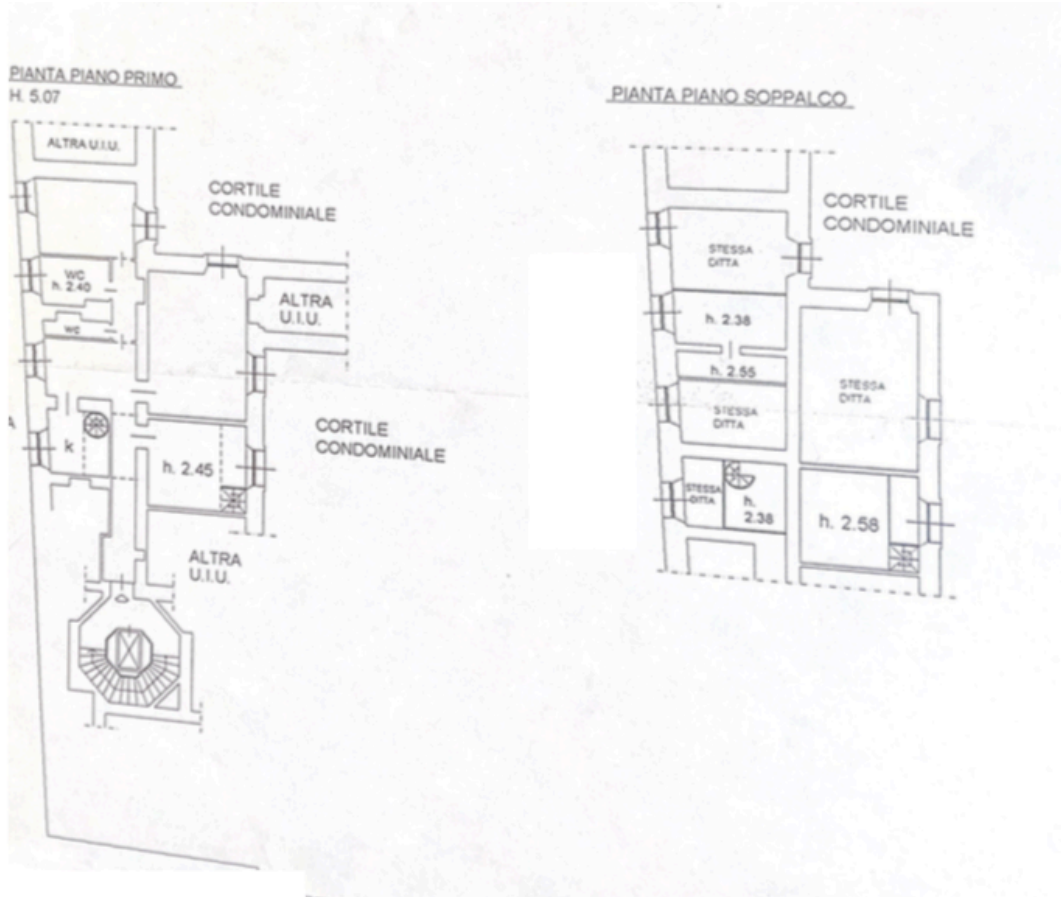 PIANTA PIANO PRIMO
H. 5.07
ALTRA U.I.U.
CORTILE
CONDOMINIALE
WC
h. 2.40
wc
ALTRA
U.I.U.
A
k
h. 2.45
CORTILE
CONDOMINIALE
ALTRA
U.I.U.
PIANTA PIANO SOPPALCO
CORTILE
CONDOMINIALE
STESSA
DITTA
h. 2.38
h. 2.55
STESSA
DITTA
STESSA
DITTA
STESSA
DITTA
h.
2.38
h. 2.58